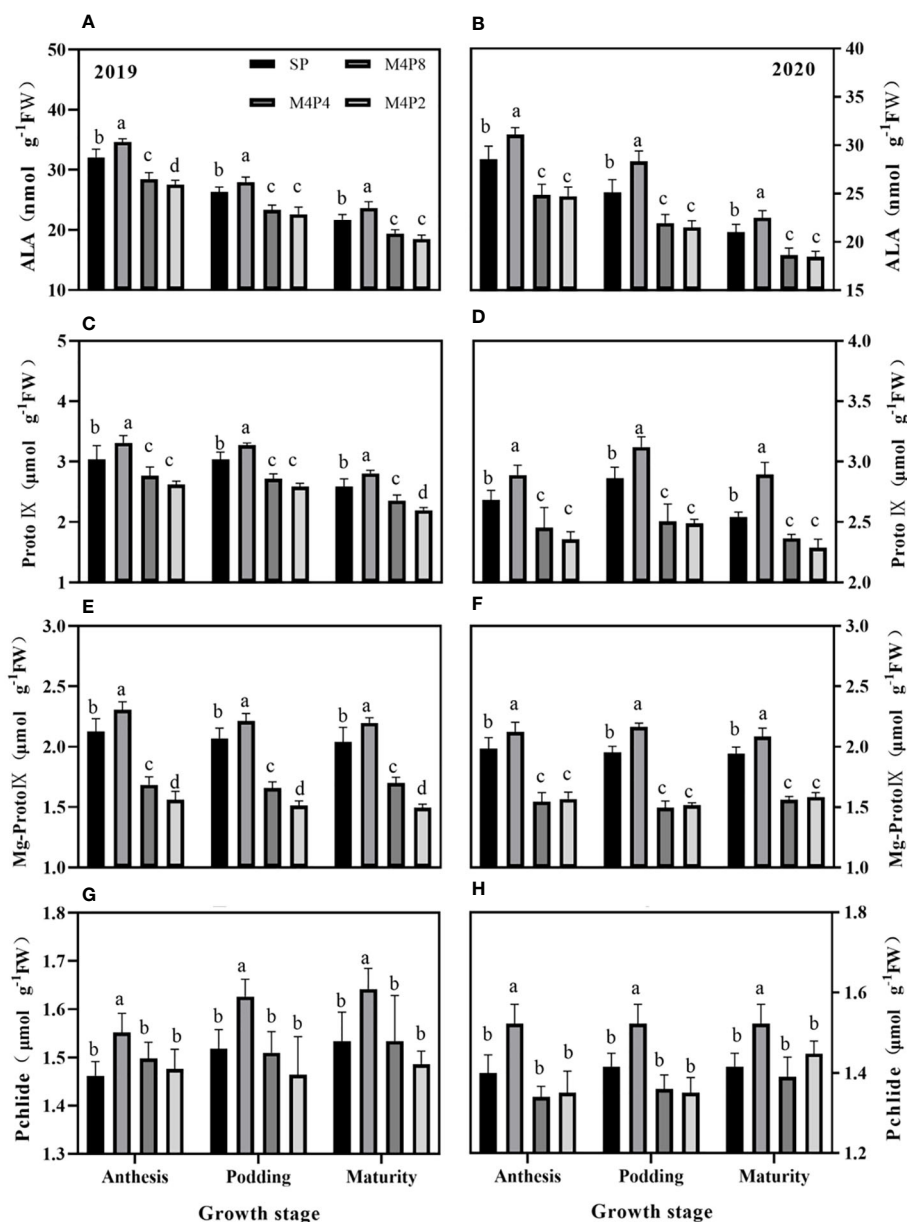 A
50
40
30
20
10
ALA (nmol g⁻¹FW)
2019
SP
M4P8
M4P4
M4P2
b a c d
b a c c
b a c c
B
40
35
30
25
20
15
ALA (nmol g⁻¹FW)
2020
b a c c
b a c c
b a c c
C
5
4
3
2
1
Proto IX (μmol g⁻¹FW)
b a c c
b a c c
b a c d
D
4.0
3.5
3.0
2.5
2.0
Proto IX (μmol g⁻¹FW)
b a c c
b a c c
b a c c
E
3.0
2.5
2.0
1.5
1.0
Mg-ProtoIX (μmol g⁻¹FW)
b a c d
b a c d
b a c d
F
3.0
2.5
2.0
1.5
1.0
Mg-ProtoIX (μmol g⁻¹FW)
b a c c
b a c c
b a c c
G
1.8
1.7
1.6
1.5
1.4
1.3
Pchlide (μmol g⁻¹FW)
b a b b
b a b b
b a b b
Anthesis Podding Maturity
Growth stage
H
1.8
1.6
1.4
1.2
Pchlide (μmol g⁻¹FW)
b a b b
b a b b
b a b b
Anthesis Podding Maturity
Growth stage